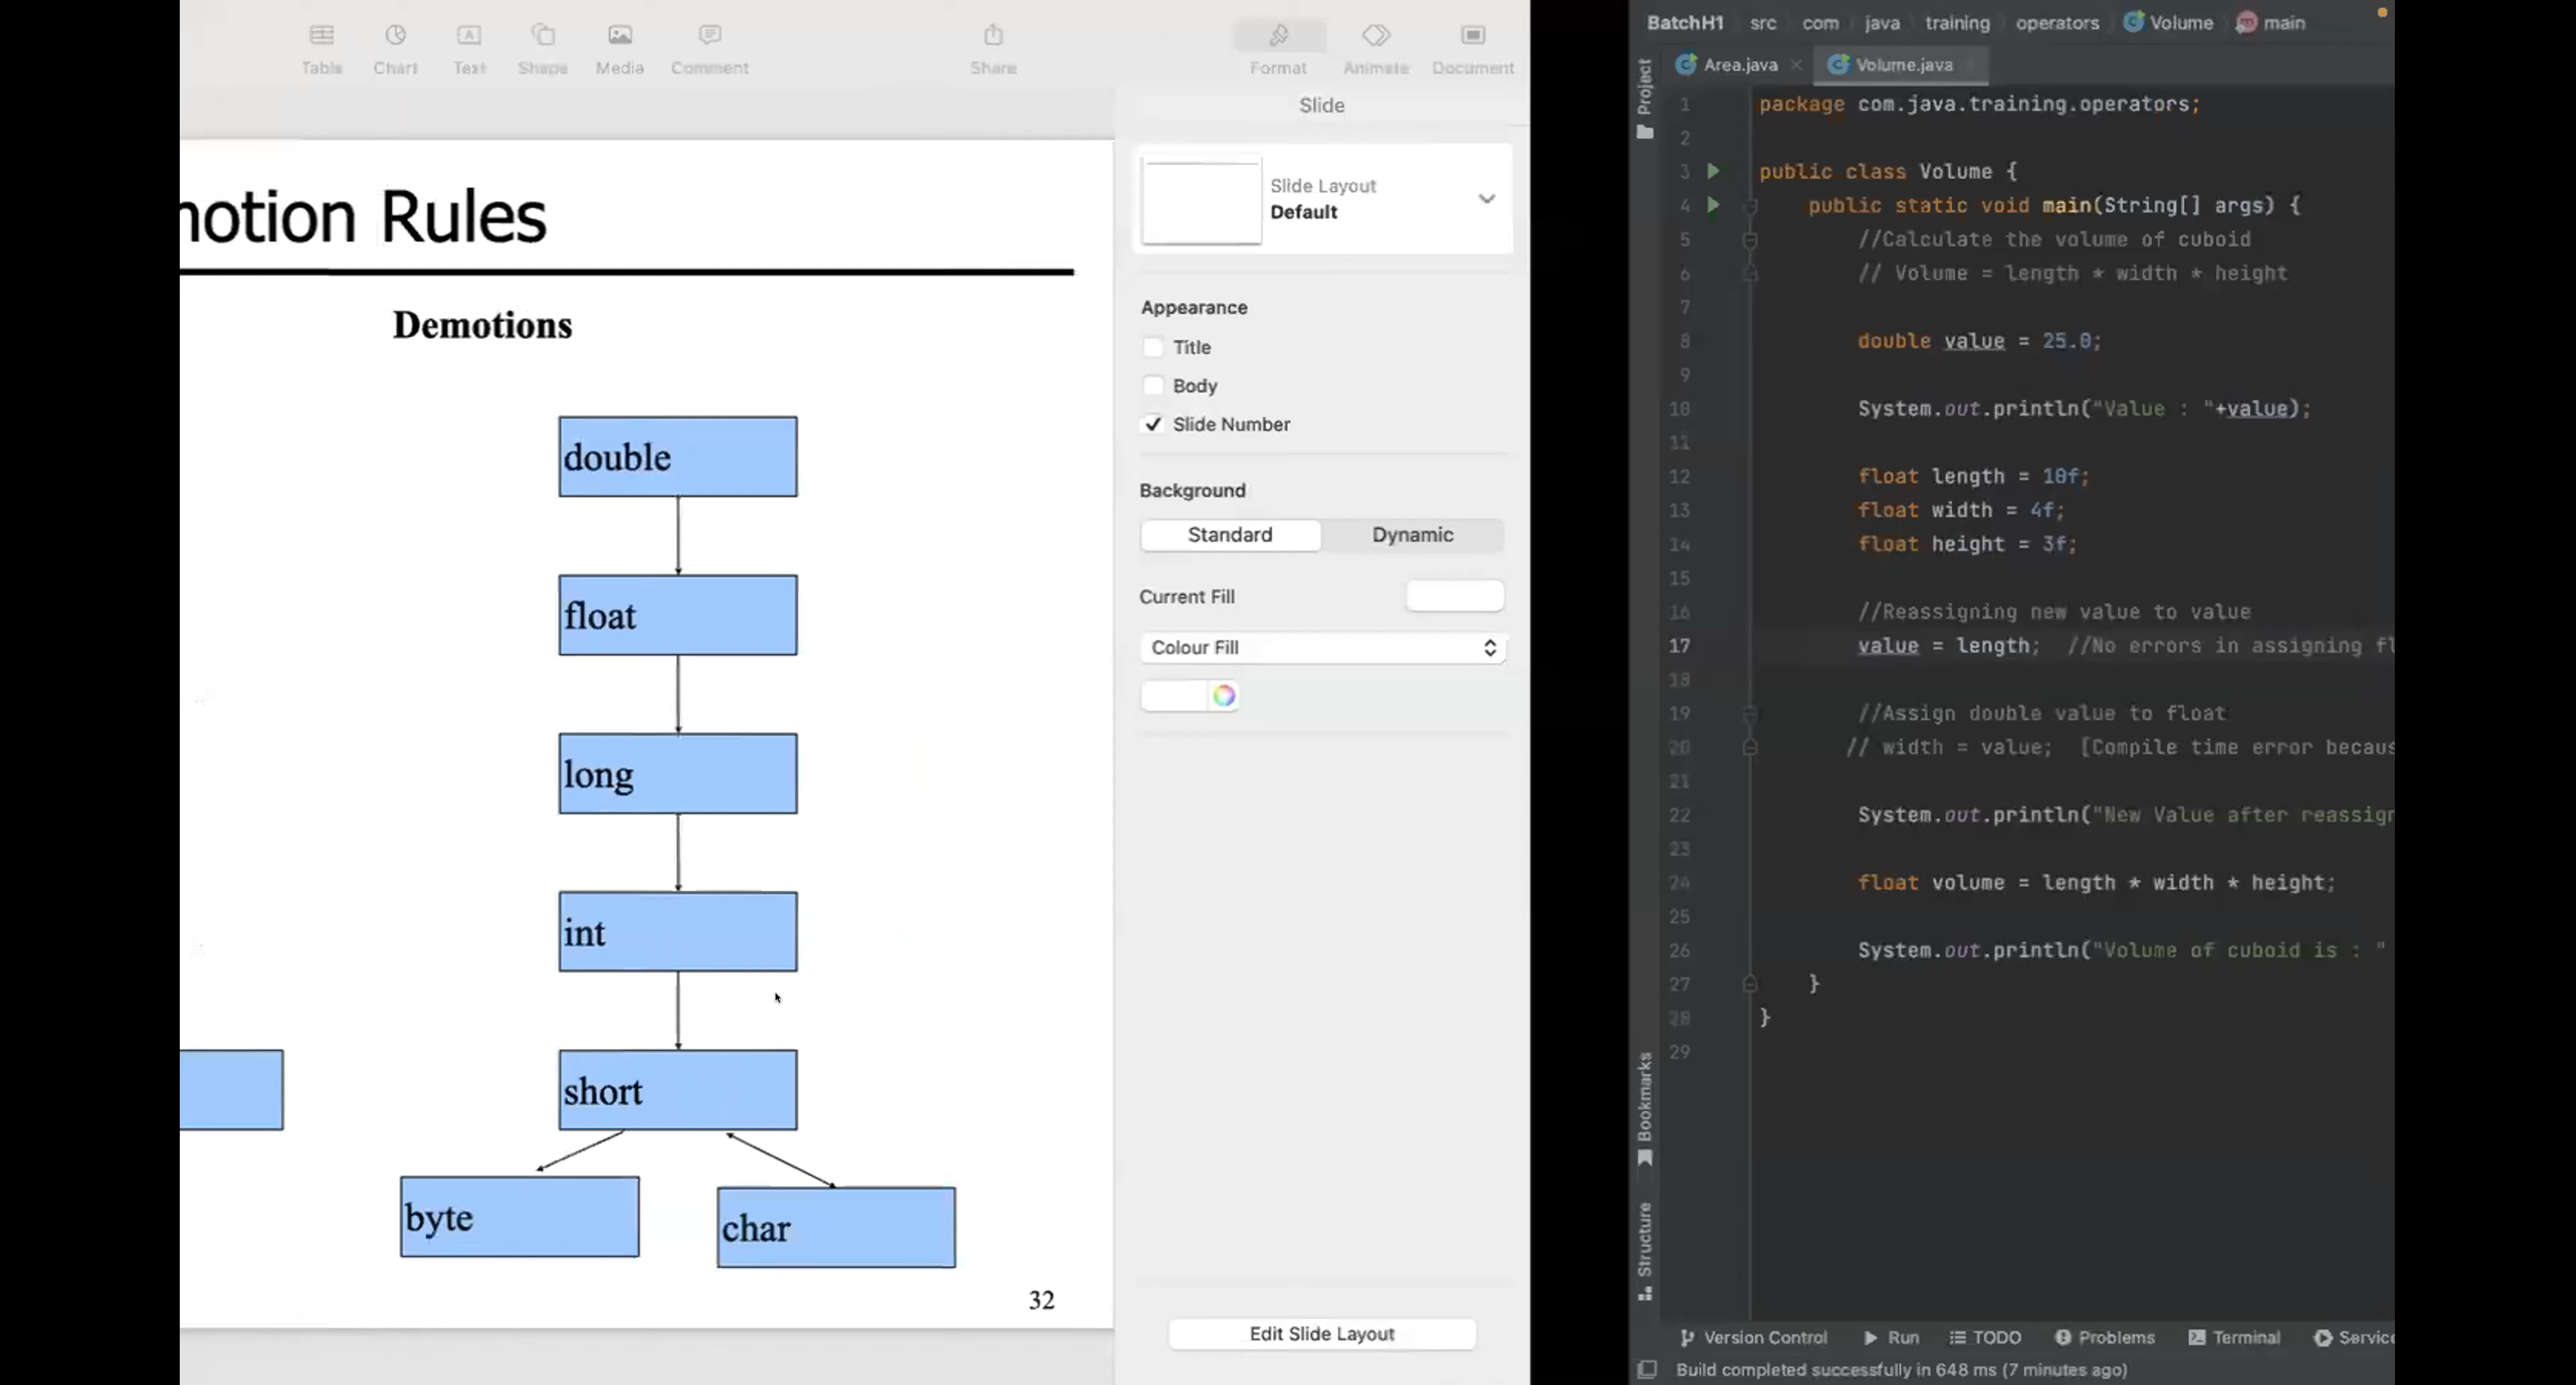 Table
Chart
Text
Shape
Media
Comment
Share
Format
Animate
Document
Slide
Rules
Demotions
double
float
long
int
short
byte
char
32
Slide Layout
Default
Appearance
Title
Body
Slide Number
Background
Standard
Dynamic
Current Fill
Colour Fill
Edit Slide Layout
BatchH1 src com java training operators Volume main
Area.java
Volume.java
Project
Bookmarks
Structure
1 package com.java.training.operators;
2
3 public class Volume {
4 public static void main(String[] args) {
5 //Calculate the volume of cuboid
6 // Volume = length * width * height
7
8 double value = 25.0;
9
10 System.out.println("Value : "+value);
11
12 float length = 10f;
13 float width = 4f;
14 float height = 3f;
15
16 //Reassigning new value to value
17 value = length; //No errors in assigning fl
18
19 //Assign double value to float
20 // width = value; [Compile time error becaus
21
22 System.out.println("New Value after reassign
23
24 float volume = length * width * height;
25
26 System.out.println("Volume of cuboid is : "
27 }
28 }
29
Version Control Run TODO Problems Terminal Service
Build completed successfully in 648 ms (7 minutes ago)